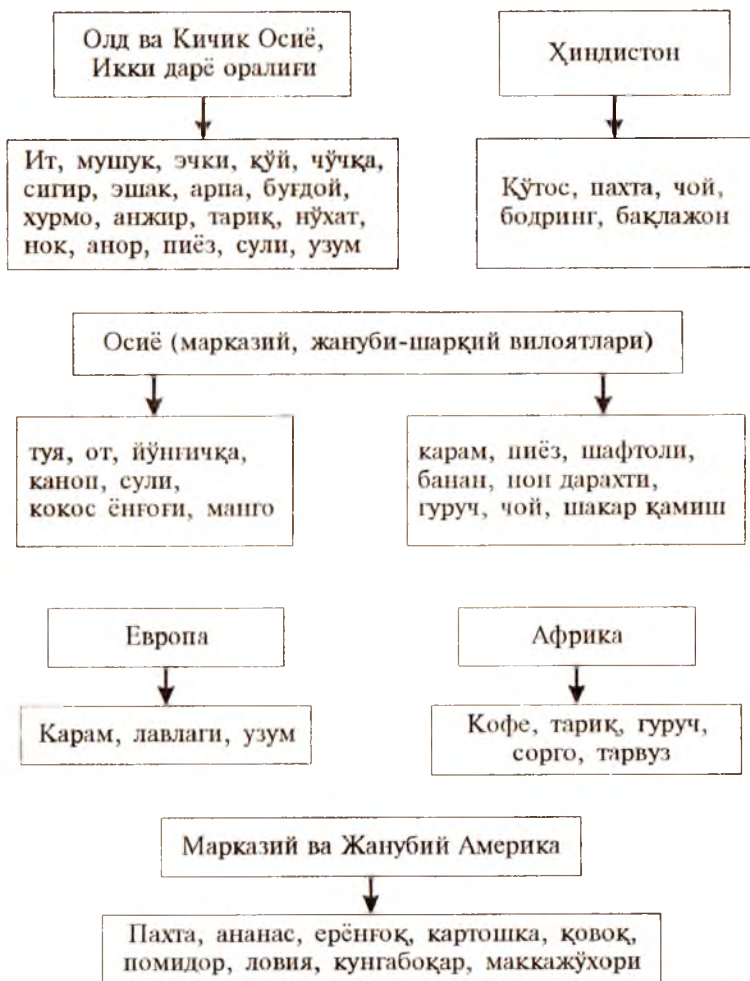 Олд ва Кичик Осиё,
Икки дарё оралиғи
Ҳиндистон
Ит, мушук, эчки, қўй, чўчқа,
сигир, эшак, арпа, буғдой,
хурмо, анжир, тариқ, нўхат,
нок, анор, пиёз, сули, узум
Қўтос, пахта, чой,
бодринг, бақлажон
Осиё (марказий, жануби-шарқий вилоятлари)
туя, от, йўнғичқа,
каноп, сули,
кокос ёнғоғи, манго
карам, пиёз, шафтоли,
банан, нон дарахти,
гуруч, чой, шакар қамиш
Европа
Африка
Карам, лавлаги, узум
Кофе, тариқ, гуруч,
сорго, тарвуз
Марказий ва Жанубий Америка
Пахта, ананас, ерёнғоқ, картошка, қовоқ,
помидор, ловия, кунгабоқар, маккажўхори